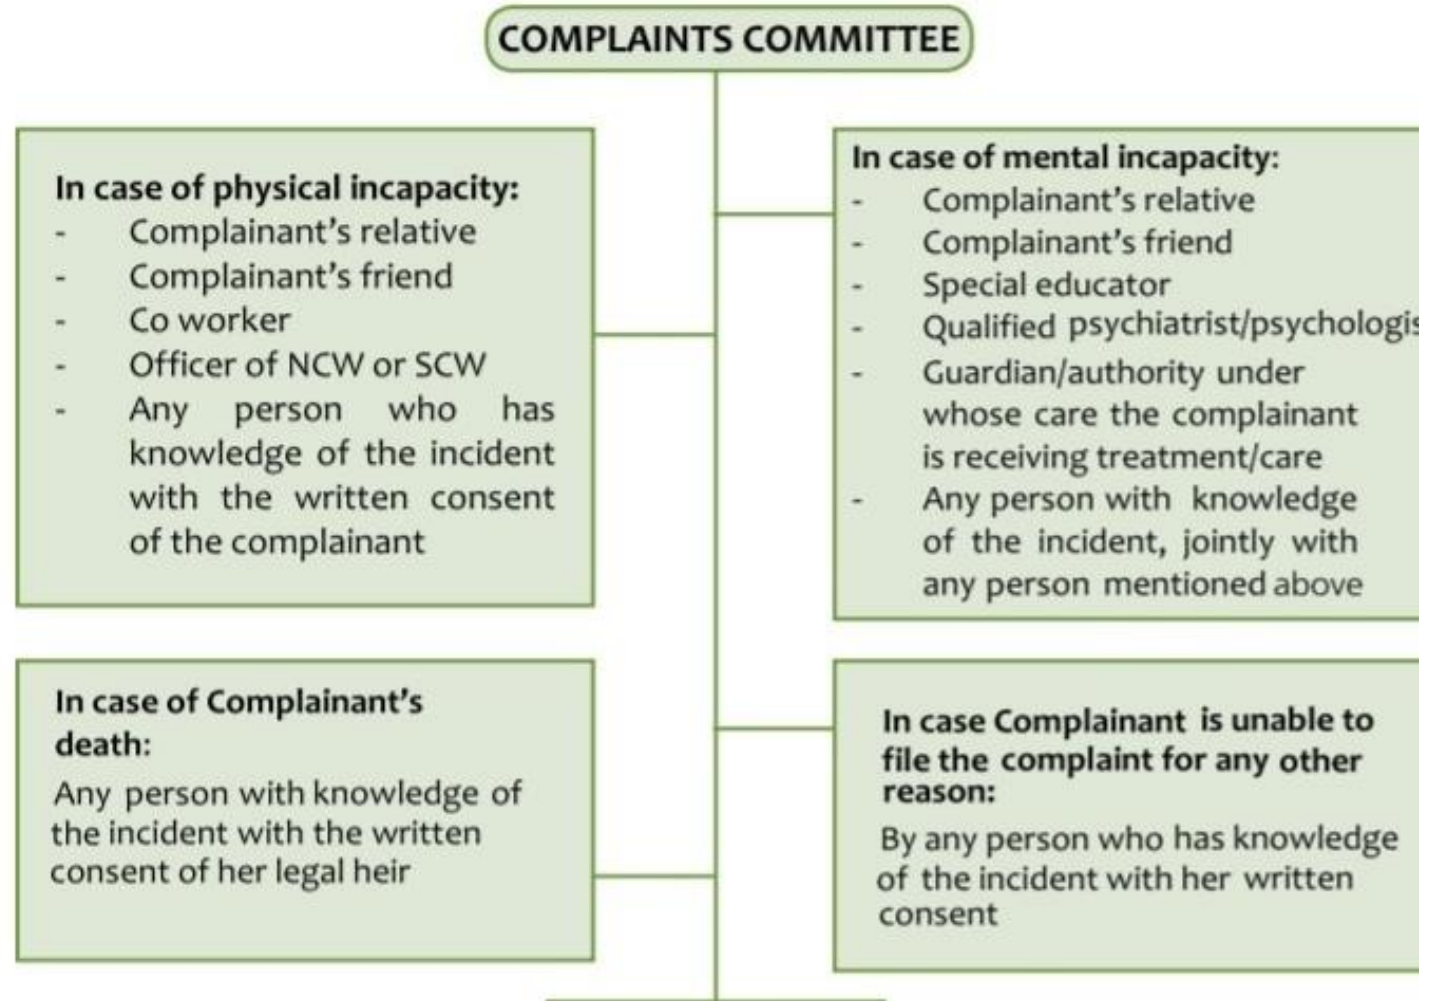 COMPLAINTS COMMITTEE
In case of physical incapacity:
- Complainant's relative
- Complainant's friend
- Co worker
- Officer of NCW or SCW
- Any person who has
knowledge of the incident
with the written consent
of the complainant
In case of mental incapacity:
- Complainant's relative
- Complainant's friend
- Special educator
- Qualified psychiatrist/psychologis
- Guardian/authority under
whose care the complainant
is receiving treatment/care
- Any person with knowledge
of the incident, jointly with
any person mentioned above
In case of Complainant's
death:
Any person with knowledge of
the incident with the written
consent of her legal heir
In case Complainant is unable to
file the complaint for any other
reason:
By any person who has knowledge
of the incident with her written
consent